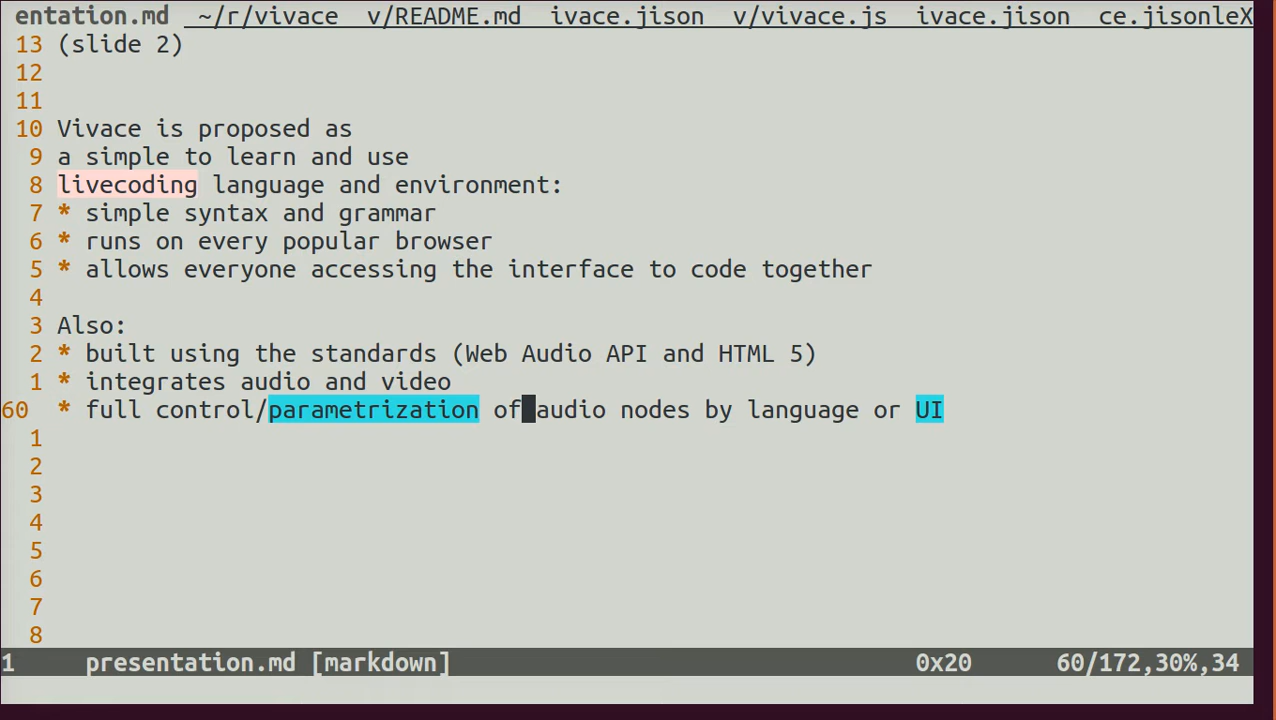 entation.md ~/r/vivace v/README.md ivace.jison v/vivace.js ivace.jison ce.jisonleX
13 (slide 2)
12
11
10 Vivace is proposed as
9 a simple to learn and use
8 livecoding language and environment:
7 * simple syntax and grammar
6 * runs on every popular browser
5 * allows everyone accessing the interface to code together
4
3 Also:
2 * built using the standards (Web Audio API and HTML 5)
1 * integrates audio and video
60 * full control/parametrization of audio nodes by language or UI
1
2
3
4
5
6
7
8
1 presentation.md [markdown] 0x20 60/172,30%,34